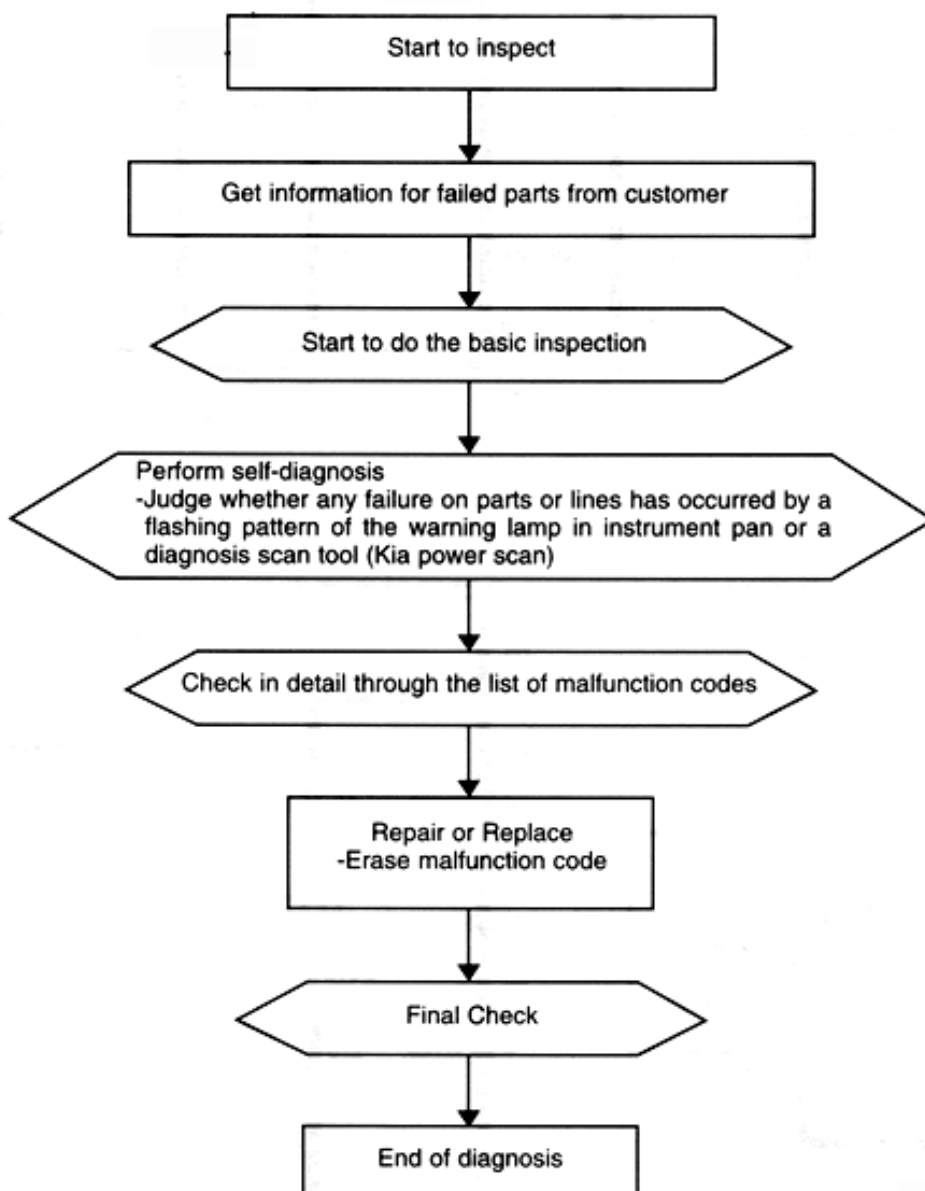 Start to inspect
Get information for failed parts from customer
Start to do the basic inspection
Perform self-diagnosis
-Judge whether any failure on parts or lines has occurred by a
flashing pattern of the warning lamp in instrument pan or a
diagnosis scan tool (Kia power scan)
Check in detail through the list of malfunction codes
Repair or Replace
-Erase malfunction code
Final Check
End of diagnosis